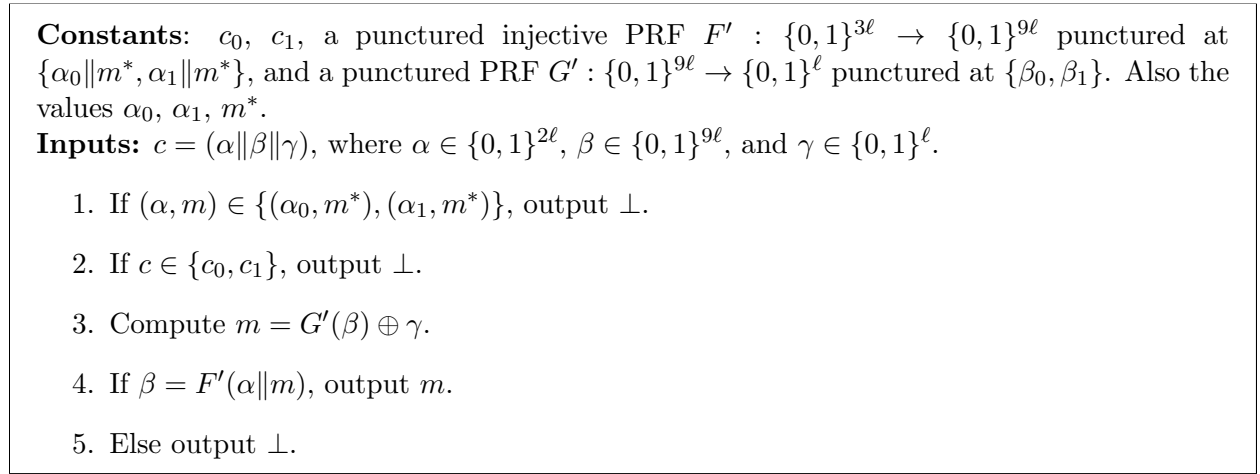 Constants: c₀, c₁, a punctured injective PRF F′ : {0, 1}³ℓ → {0, 1}⁹ℓ punctured at
{α₀‖m*, α₁‖m*}, and a punctured PRF G′ : {0, 1}⁹ℓ → {0, 1}ℓ punctured at {β₀, β₁}. Also the
values α₀, α₁, m*.
Inputs: c = (α‖β‖γ), where α ∈ {0, 1}²ℓ, β ∈ {0, 1}⁹ℓ, and γ ∈ {0, 1}ℓ.
1. If (α, m) ∈ {(α₀, m*), (α₁, m*)}, output ⊥.
2. If c ∈ {c₀, c₁}, output ⊥.
3. Compute m = G′(β) ⊕ γ.
4. If β = F′(α‖m), output m.
5. Else output ⊥.